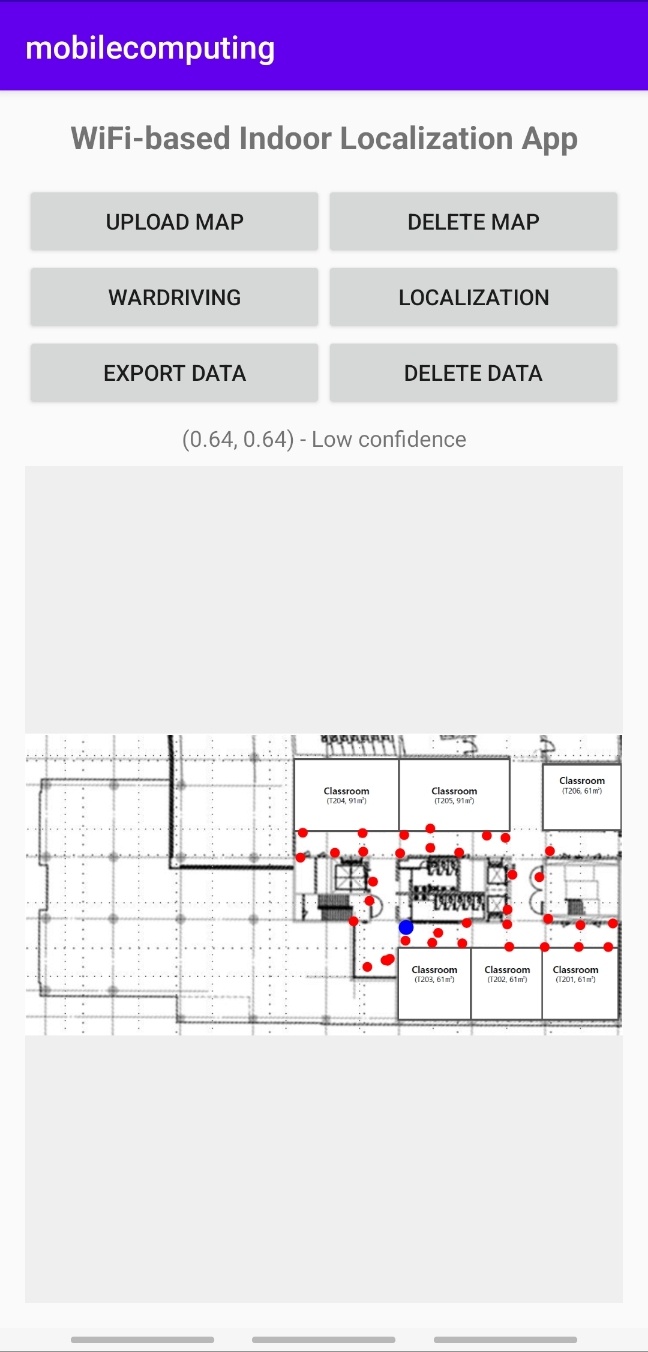 mobilecomputing
WiFi-based Indoor Localization App
UPLOAD MAP
DELETE MAP
WARDRIVING
LOCALIZATION
EXPORT DATA
DELETE DATA
(0.64, 0.64) - Low confidence
Classroom
(T204, 91m²)
Classroom
(T205, 91m²)
Classroom
(T206, 61m²)
Classroom
(T203, 61m²)
Classroom
(T202, 61m²)
Classroom
(T201, 61m²)